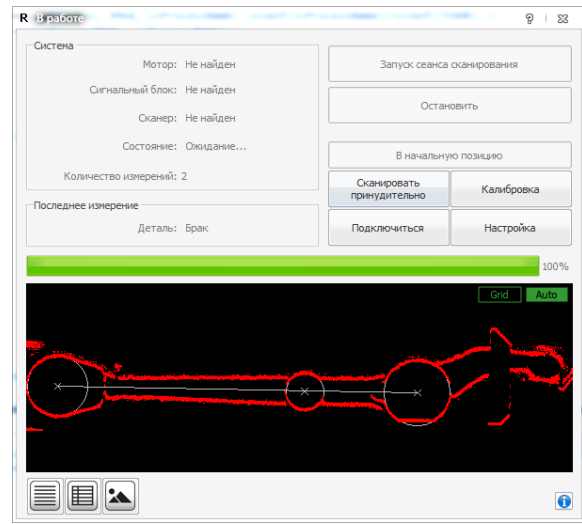 R В работе
Система
Мотор: Не найден
Сигнальный блок: Не найден
Сканер: Не найден
Состояние: Ожидание...
Количество измерений: 2
Последнее измерение
Деталь: Брак
Запуск сеанса сканирования
Остановить
В начальную позицию
Сканировать
принудительно
Калибровка
Подключиться
Настройка
100%
Grid
Auto